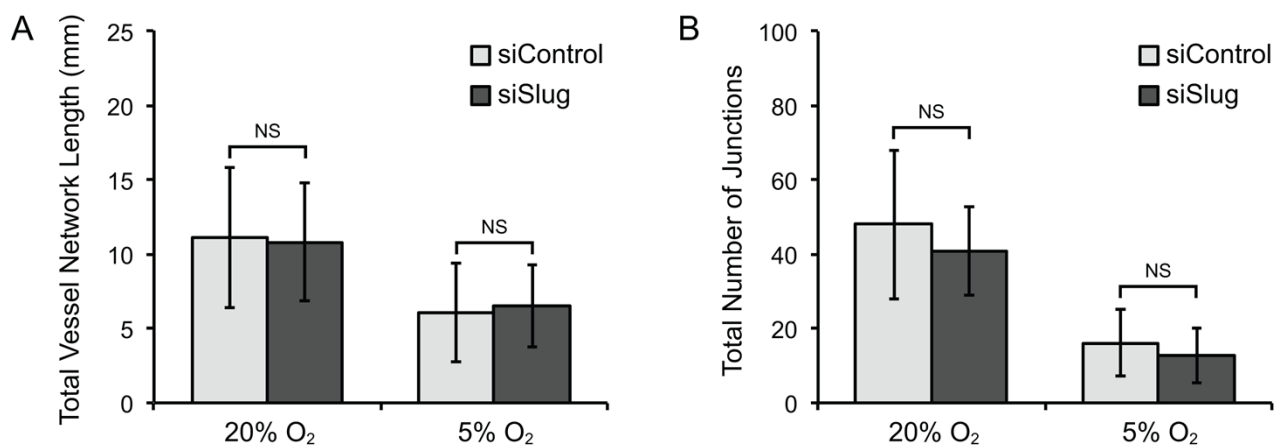 A
Total Vessel Network Length (mm)
25
20
15
10
5
0
siControl
siSlug
NS
NS
20% O₂
5% O₂
B
Total Number of Junctions
100
80
60
40
20
0
siControl
siSlug
NS
NS
20% O₂
5% O₂